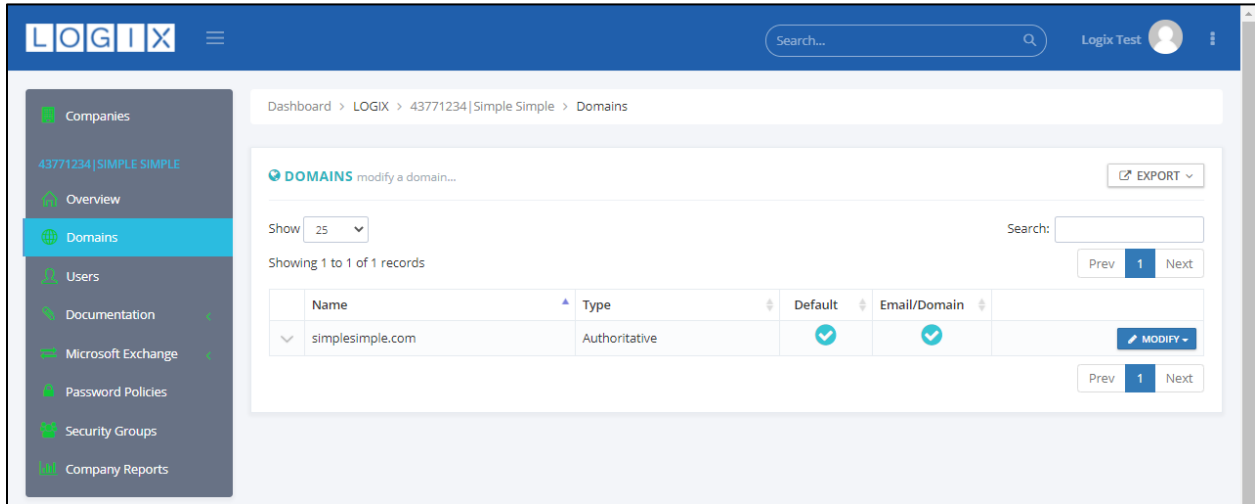 LOGIX
Search...
Logix Test
Companies
43771234|SIMPLE SIMPLE
Overview
Domains
Users
Documentation
Microsoft Exchange
Password Policies
Security Groups
Company Reports
Dashboard > LOGIX > 43771234|Simple Simple > Domains
DOMAINS modify a domain...
EXPORT
Show 25
Search:
Showing 1 to 1 of 1 records
Prev 1 Next
Name Type Default Email/Domain
simplesimple.com Authoritative MODIFY
Prev 1 Next